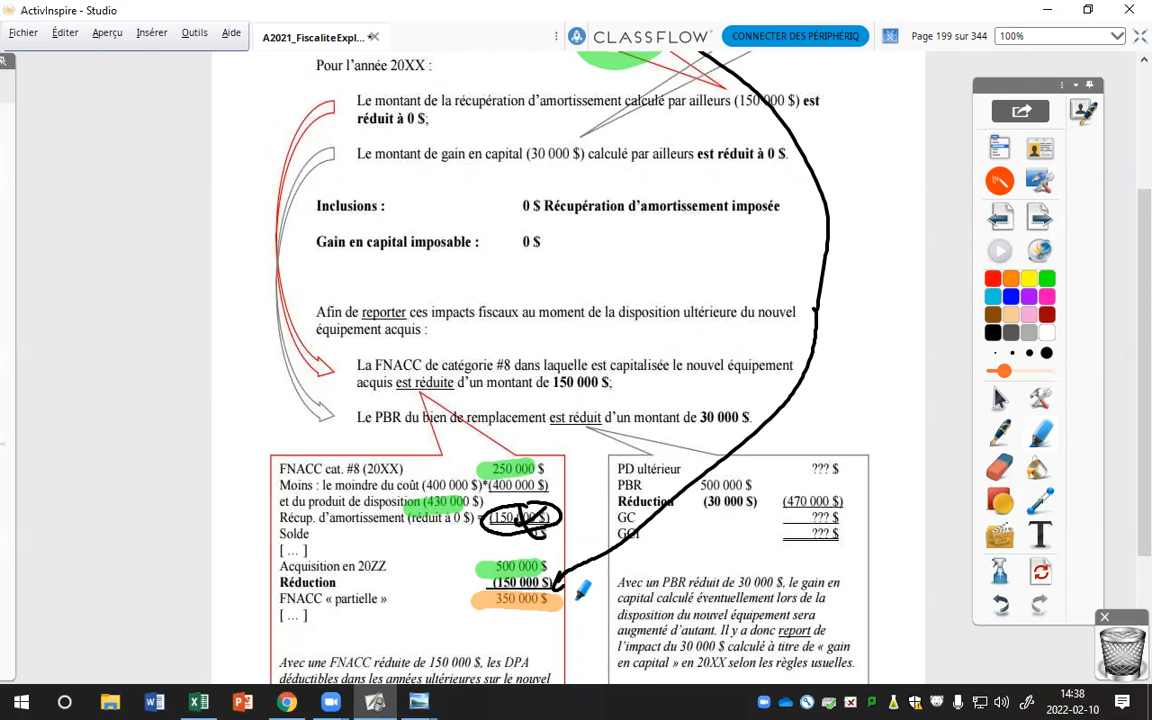 ActivInspire - Studio
Fichier Éditer Aperçu Insérer Outils Aide
A2021_FiscaliteExpl...
CLASSFLOW
CONNECTER DES PÉRIPHÉRIQ
Page 199 sur 344
100%
Pour l'année 20XX :
Le montant de la récupération d'amortissement calculé par ailleurs (150 000 $) est
réduit à 0 $;
Le montant de gain en capital (30 000 $) calculé par ailleurs est réduit à 0 $.
Inclusions : 0 $ Récupération d'amortissement imposée
Gain en capital imposable : 0 $
Afin de reporter ces impacts fiscaux au moment de la disposition ultérieure du nouvel
équipement acquis :
La FNACC de catégorie #8 dans laquelle est capitalisée le nouvel équipement
acquis est réduite d'un montant de 150 000 $;
Le PBR du bien de remplacement est réduit d'un montant de 30 000 $.
FNACC cat. #8 (20XX) 250 000 $
Moins : le moindre du coût (400 000 $)*(400 000 $)
et du produit de disposition (430 000 $)
Récup. d'amortissement (réduit à 0 $) =
Solde
[ ... ]
Acquisition en 20ZZ 500 000 $
Réduction (150 000 $)
FNACC « partielle » 350 000 $
[ ... ]
Avec une FNACC réduite de 150 000 $, les DPA
déductibles dans les années ultérieures sur le nouvel
PD ultérieur ??? $
PBR 500 000 $
Réduction (30 000 $) (470 000 $)
GC ??? $
GCI ??? $
Avec un PBR réduit de 30 000 $, le gain en
capital calculé éventuellement lors de la
disposition du nouvel équipement sera
augmenté d'autant. Il y a donc report de
l'impact du 30 000 $ calculé à titre de « gain
en capital » en 20XX selon les règles usuelles.
14:38
2022-02-10